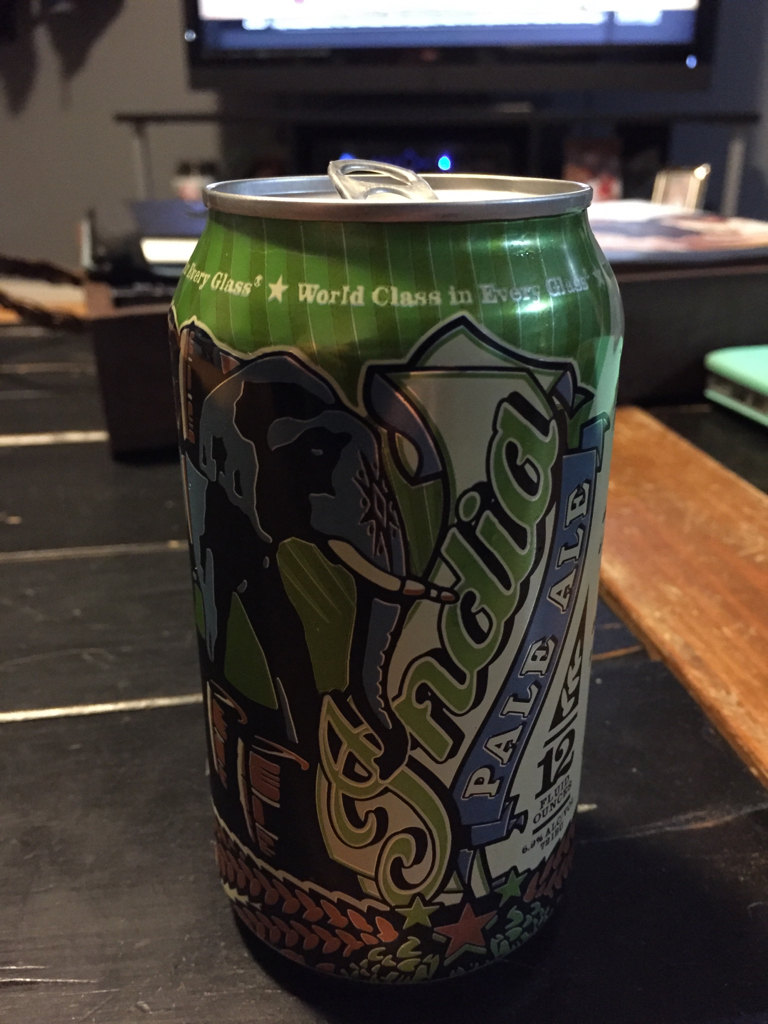 Every Glass ★ World Class in Every Glass
India
PALE ALE
12
FLUID
OUNCES